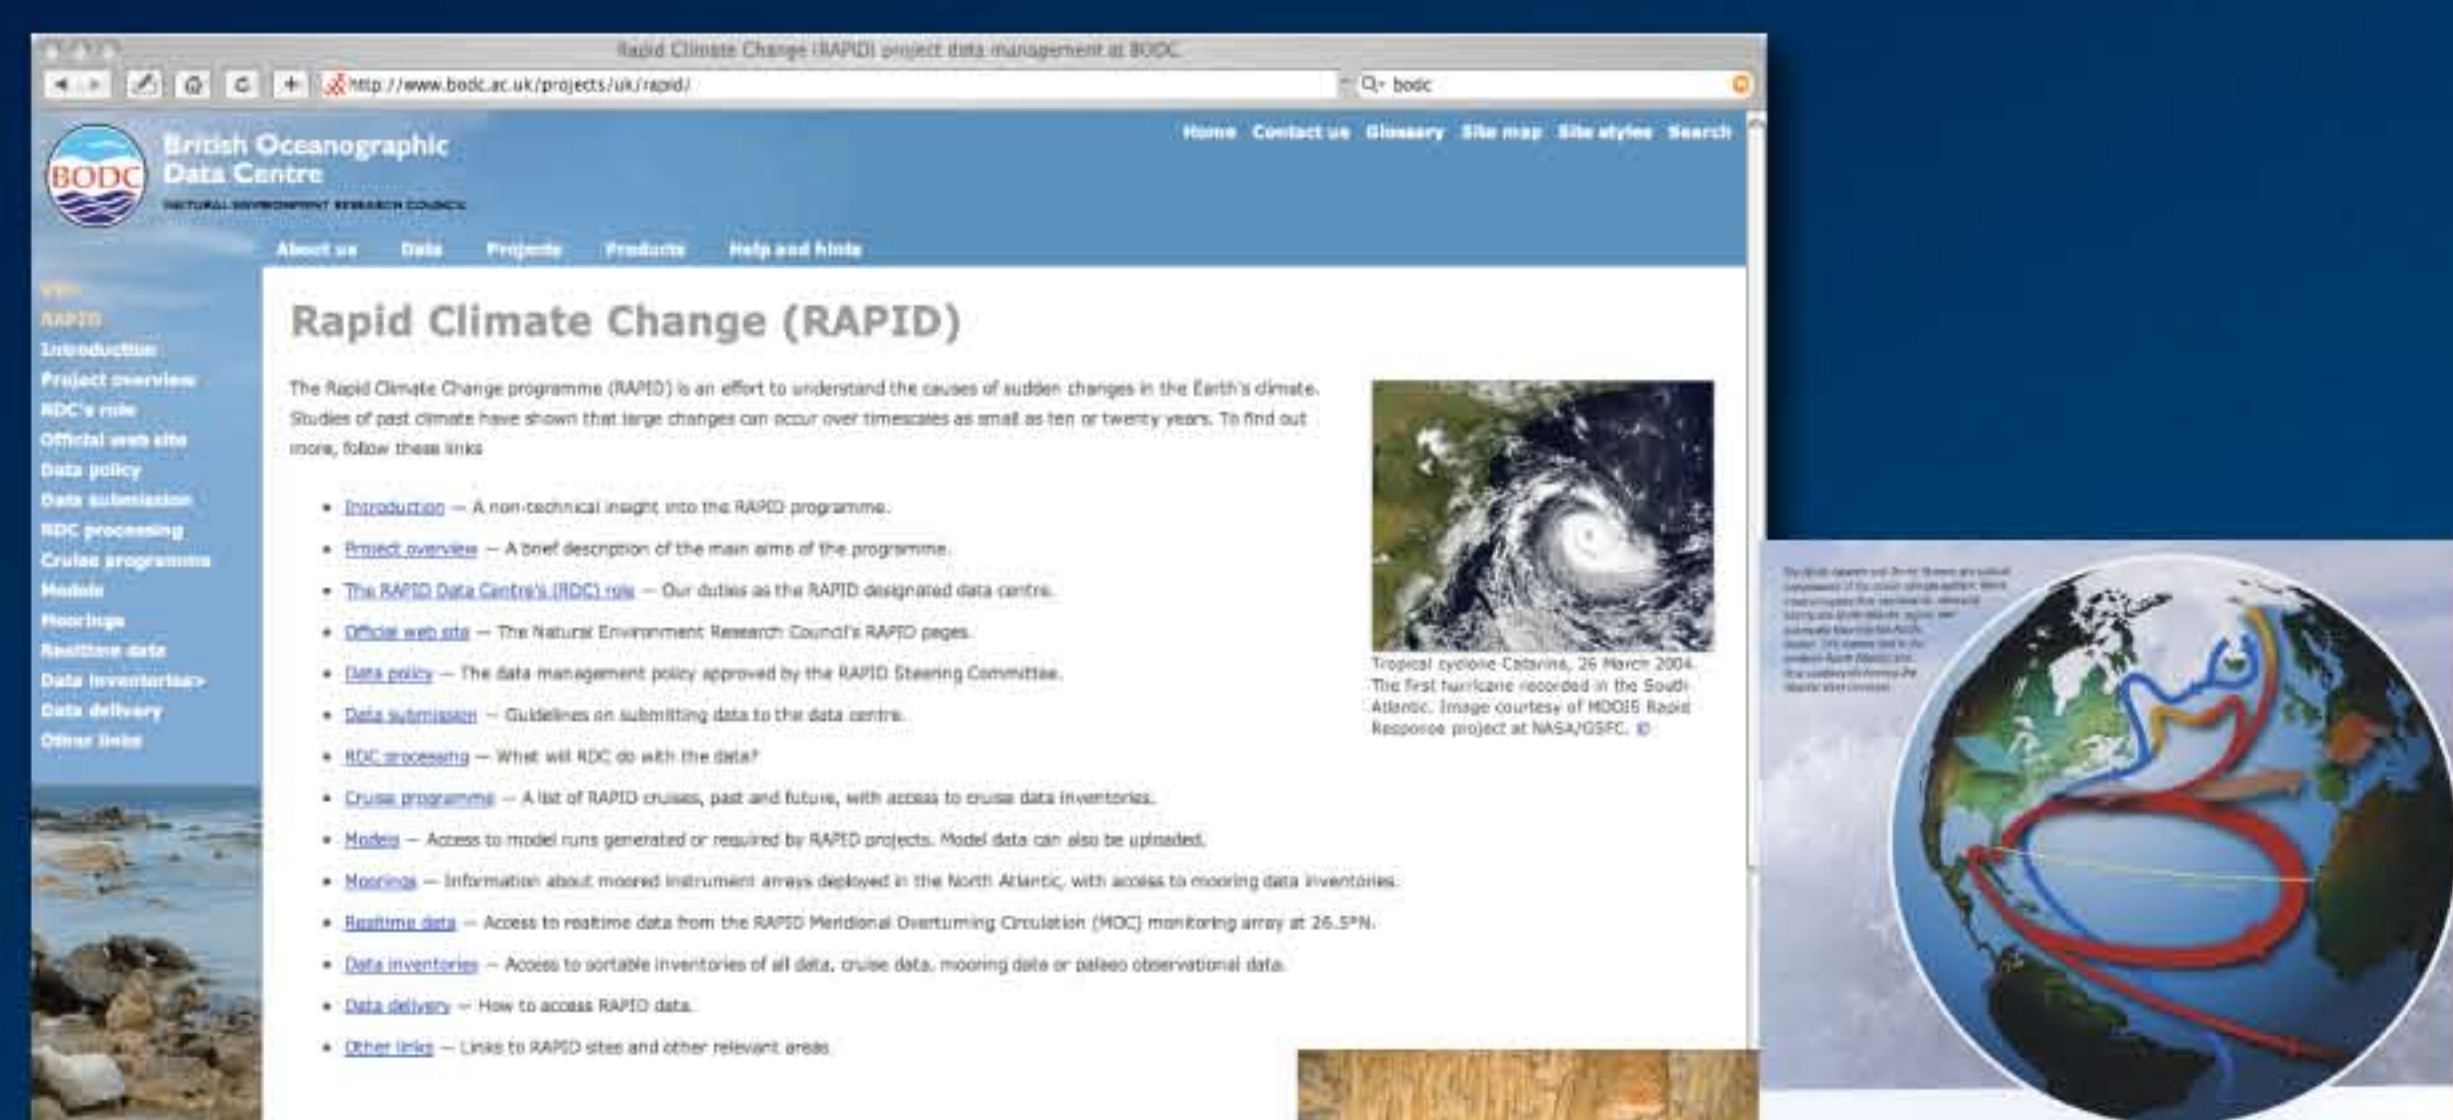 Rapid Climate Change (RAPID) project data management at BODC
http://www.bodc.ac.uk/projects/uk/rapid/
bodc
Home Contact us Glossary Site map Site styles Search
BODC
British Oceanographic
Data Centre
NATURAL ENVIRONMENT RESEARCH COUNCIL
About us Data Projects Products Help and hints
RAPID
Introduction
Project overview
RDC's role
Official web site
Data policy
Data submission
RDC processing
Cruise programme
Models
Moorings
Realtime data
Data inventories>
Data delivery
Other links
Rapid Climate Change (RAPID)
The Rapid Climate Change programme (RAPID) is an effort to understand the causes of sudden changes in the Earth's climate.
Studies of past climate have shown that large changes can occur over timescales as small as ten or twenty years. To find out
more, follow these links
• Introduction — A non-technical insight into the RAPID programme.
• Project overview — A brief description of the main aims of the programme.
• The RAPID Data Centre's (RDC) role — Our duties as the RAPID designated data centre.
• Official web site — The Natural Environment Research Council's RAPID pages.
• Data policy — The data management policy approved by the RAPID Steering Committee.
• Data submission — Guidelines on submitting data to the data centre.
• RDC processing — What will RDC do with the data?
• Cruise programme — A list of RAPID cruises, past and future, with access to cruise data inventories.
• Models — Access to model runs generated or required by RAPID projects. Model data can also be uploaded.
• Moorings — Information about moored instrument arrays deployed in the North Atlantic, with access to mooring data inventories.
• Realtime data — Access to realtime data from the RAPID Meridional Overturning Circulation (MOC) monitoring array at 26.5°N.
• Data inventories — Access to sortable inventories of all data, cruise data, mooring data or palaeo observational data.
• Data delivery — How to access RAPID data.
• Other links — Links to RAPID sites and other relevant areas.
Tropical cyclone Catarina, 26 March 2004.
The first hurricane recorded in the South
Atlantic. Image courtesy of MODIS Rapid
Response project at NASA/GSFC. ©